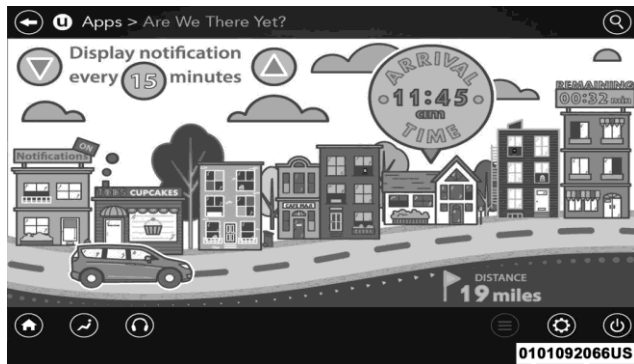 u Apps > Are We There Yet?
Display notification
every 15 minutes
ARRIVAL
11:45
am
TIME
REMAINING
00:32 min
ON
Notifications
CUPCAKES
DISTANCE
19 miles
0101092066US